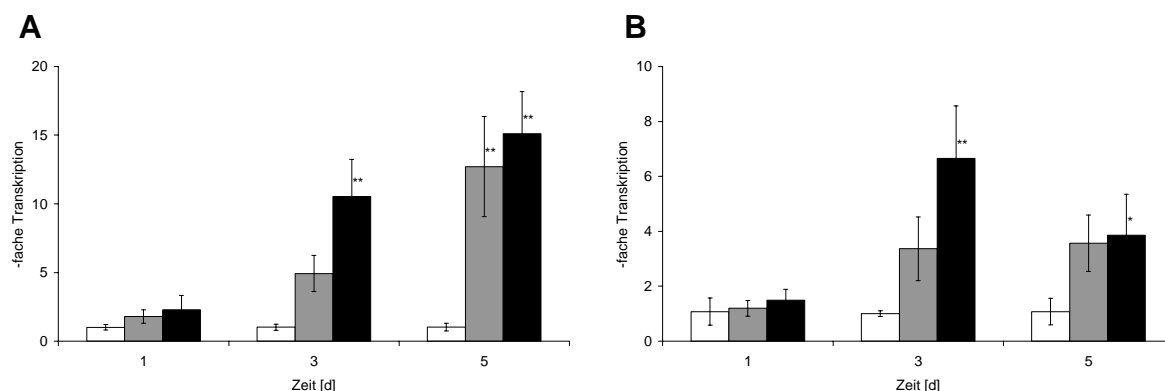 A
-fache Transkription
20
15
10
5
0
**
**
**
1 3 5
Zeit [d]
B
-fache Transkription
10
8
6
4
2
0
**
*
1 3 5
Zeit [d]